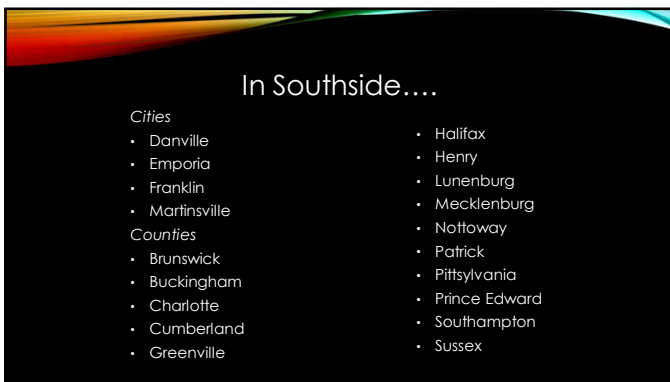 In Southside....
Cities
• Danville
• Emporia
• Franklin
• Martinsville
Counties
• Brunswick
• Buckingham
• Charlotte
• Cumberland
• Greenville
• Halifax
• Henry
• Lunenburg
• Mecklenburg
• Nottoway
• Patrick
• Pittsylvania
• Prince Edward
• Southampton
• Sussex